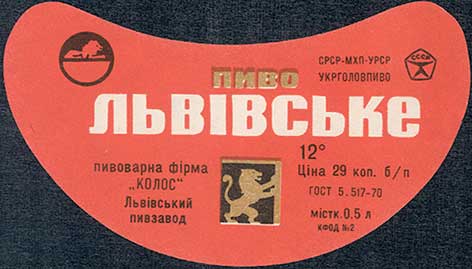 СРСР-МХП-УРСР
УКРГОЛОВПИВО
СССР
ПИВО
ЛЬВІВСЬКЕ
пивоварна фірма
„КОЛОС"
Львівський
пивзавод
12°
Ціна 29 коп. б/п
ГОСТ 5.517-70
містк. 0,5 л
КФОД №2